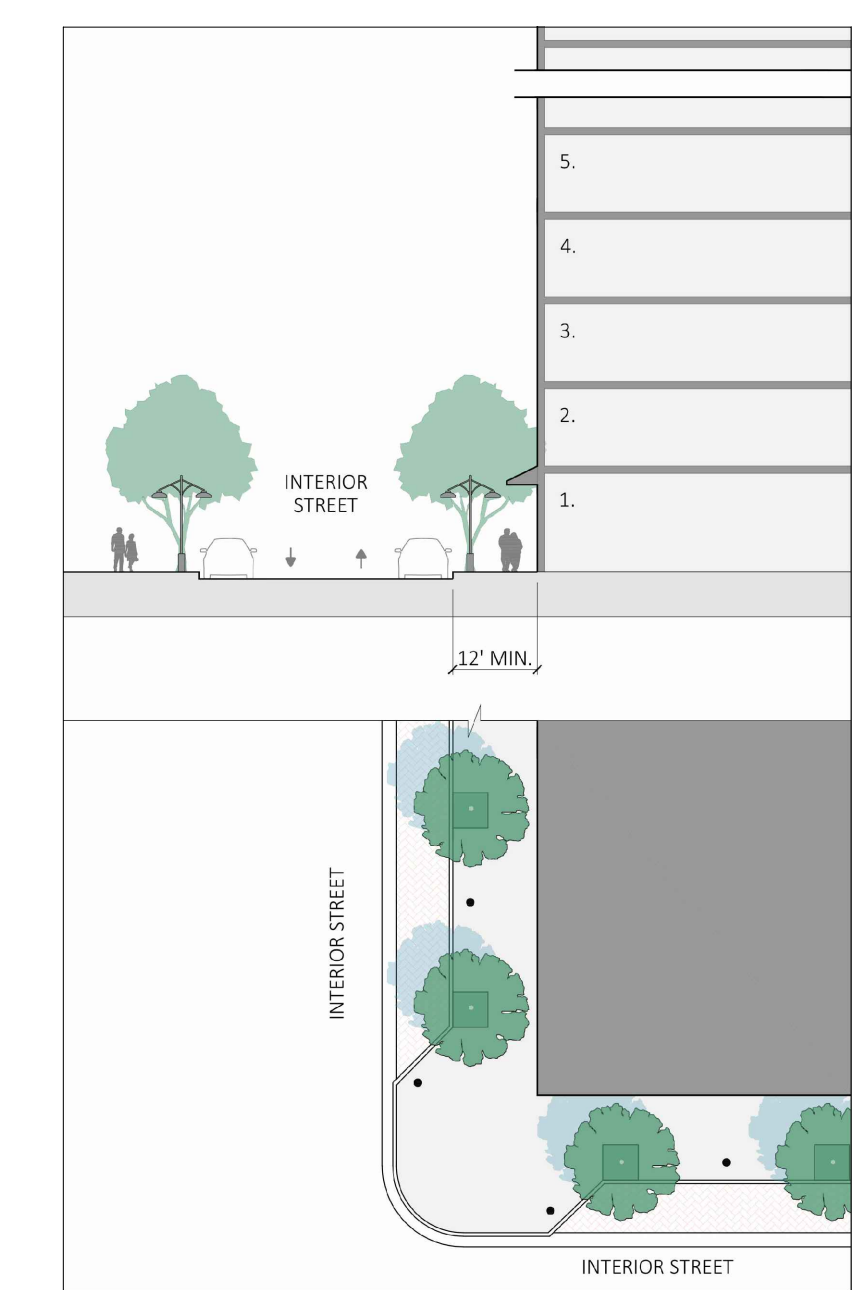 5.
4.
3.
2.
INTERIOR
STREET
1.
12' MIN.
INTERIOR STREET
INTERIOR STREET